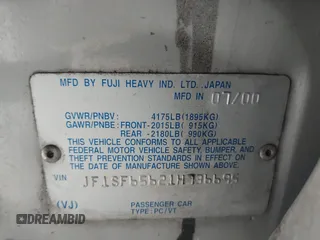 MFD BY FUJI HEAVY IND. LTD. JAPAN
MFD IN 07/00
GVWR/PNBV : 4175LB(1895KG)
GAWR/PNBE : FRONT-2015LB( 915KG)
REAR -2180LB( 990KG)
THIS VEHICLE CONFORMS TO ALL APPLICABLE
FEDERAL MOTOR VEHICLE SAFETY, BUMPER, AND
THEFT PREVENTION STANDARDS IN EFFECT ON THE
DATE OF MANUFACTURE SHOWN ABOVE.
VIN
(VJ)
PASSENGER CAR
TYPE:PC/VT
DREAMBID